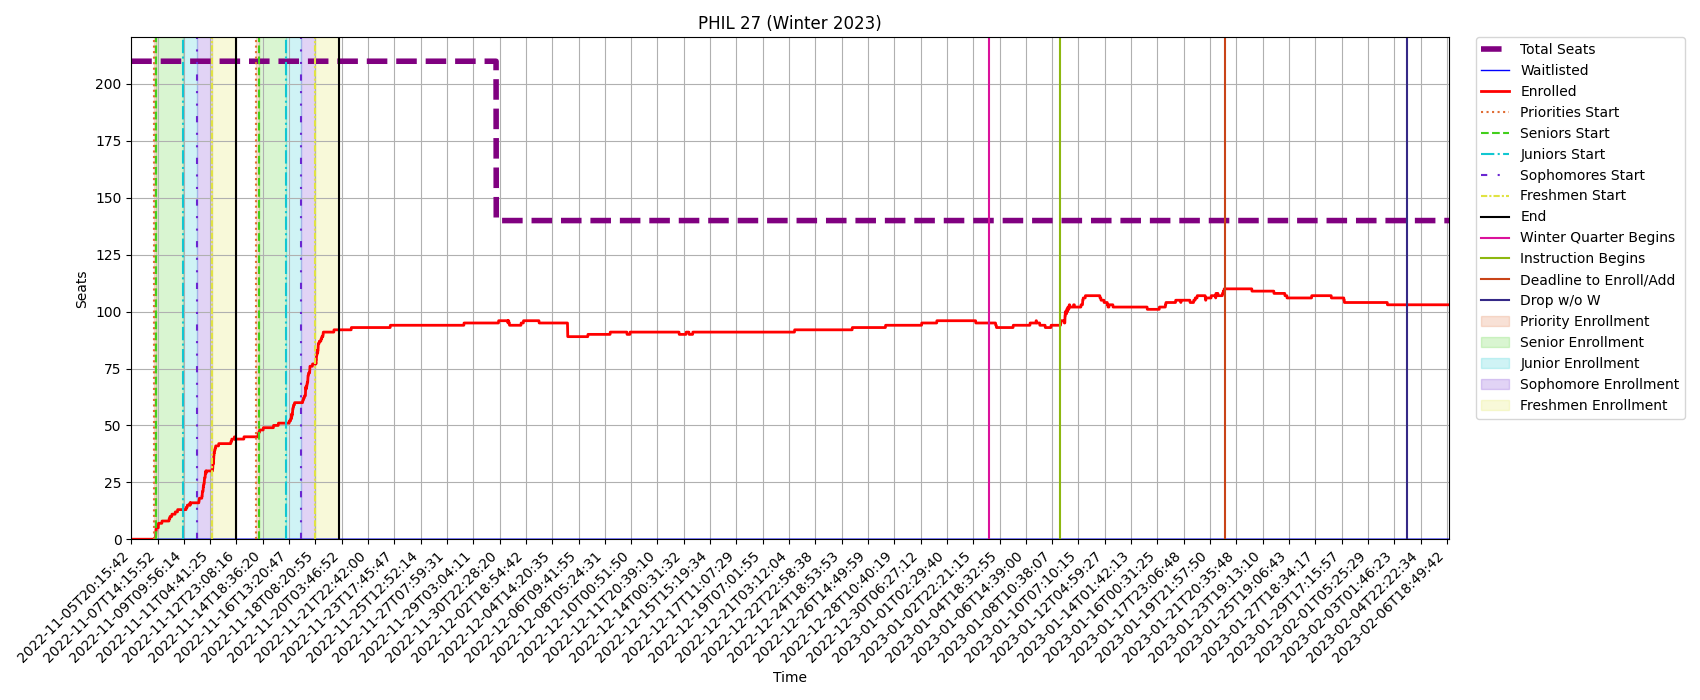 PHIL 27 (Winter 2023)
Seats
200
175
150
125
100
75
50
25
0
2022-11-05T20:15:42
2022-11-07T14:15:52
2022-11-09T09:56:14
2022-11-11T04:41:25
2022-11-12T23:08:16
2022-11-14T18:36:20
2022-11-16T13:20:47
2022-11-18T08:20:55
2022-11-20T03:46:52
2022-11-21T22:42:00
2022-11-23T17:45:47
2022-11-25T12:52:14
2022-11-27T07:59:31
2022-11-29T03:04:11
2022-11-30T22:28:20
2022-12-02T18:54:42
2022-12-04T14:20:35
2022-12-06T09:41:55
2022-12-08T05:24:31
2022-12-10T00:51:50
2022-12-11T20:39:10
2022-12-14T00:31:32
2022-12-15T15:19:34
2022-12-17T11:07:29
2022-12-19T07:01:55
2022-12-21T03:12:04
2022-12-22T22:58:38
2022-12-24T18:53:53
2022-12-26T14:49:59
2022-12-28T10:40:19
2022-12-30T06:27:12
2023-01-01T02:29:40
2023-01-02T22:21:15
2023-01-04T18:32:55
2023-01-06T14:39:00
2023-01-08T10:38:07
2023-01-10T07:10:15
2023-01-12T04:59:27
2023-01-14T01:42:13
2023-01-16T00:31:25
2023-01-17T23:06:48
2023-01-19T21:57:50
2023-01-21T20:35:48
2023-01-23T19:13:10
2023-01-25T19:06:43
2023-01-27T18:34:17
2023-01-29T17:15:57
2023-02-01T05:25:29
2023-02-03T01:46:23
2023-02-04T22:22:34
2023-02-06T18:49:42
Time
Total Seats
Waitlisted
Enrolled
Priorities Start
Seniors Start
Juniors Start
Sophomores Start
Freshmen Start
End
Winter Quarter Begins
Instruction Begins
Deadline to Enroll/Add
Drop w/o W
Priority Enrollment
Senior Enrollment
Junior Enrollment
Sophomore Enrollment
Freshmen Enrollment